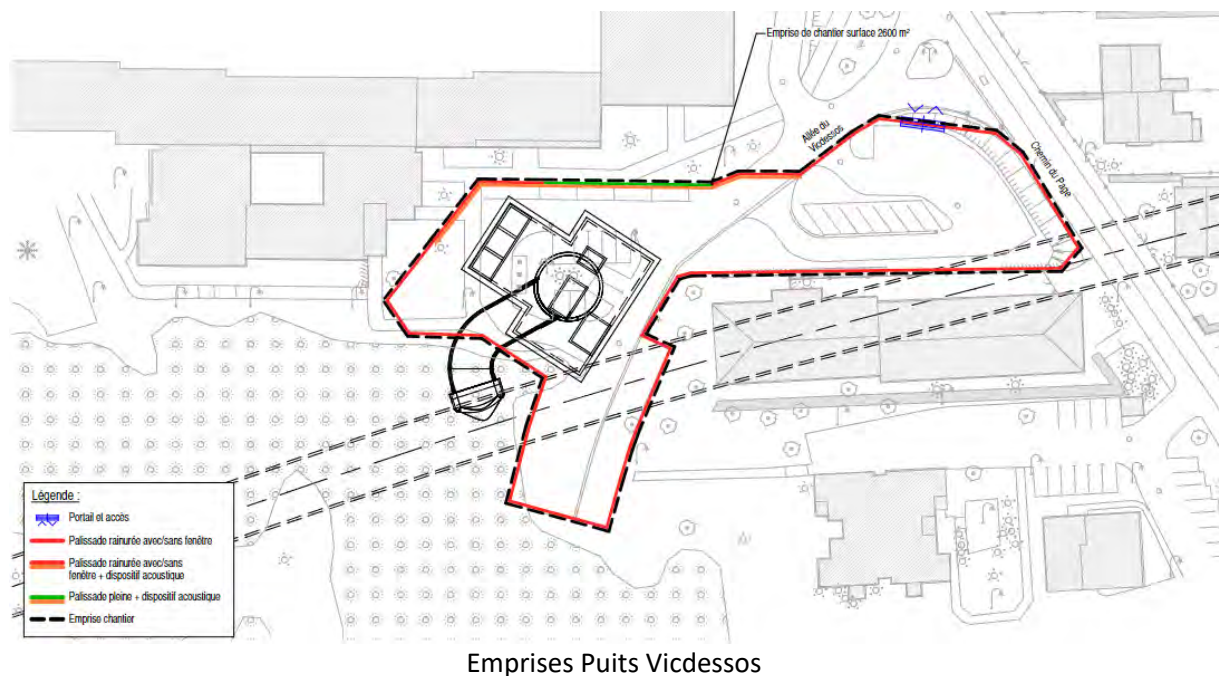 Emprise de chantier surface 2600 m²
Allée du
Vicdessos
Chemin du Page
Légende :
Portail et accès
Palissade rainurée avec/sans fenêtre
Palissade rainurée avec/sans
fenêtre + dispositif acoustique
Palissade pleine + dispositif acoustique
Emprise chantier
Emprises Puits Vicdessos